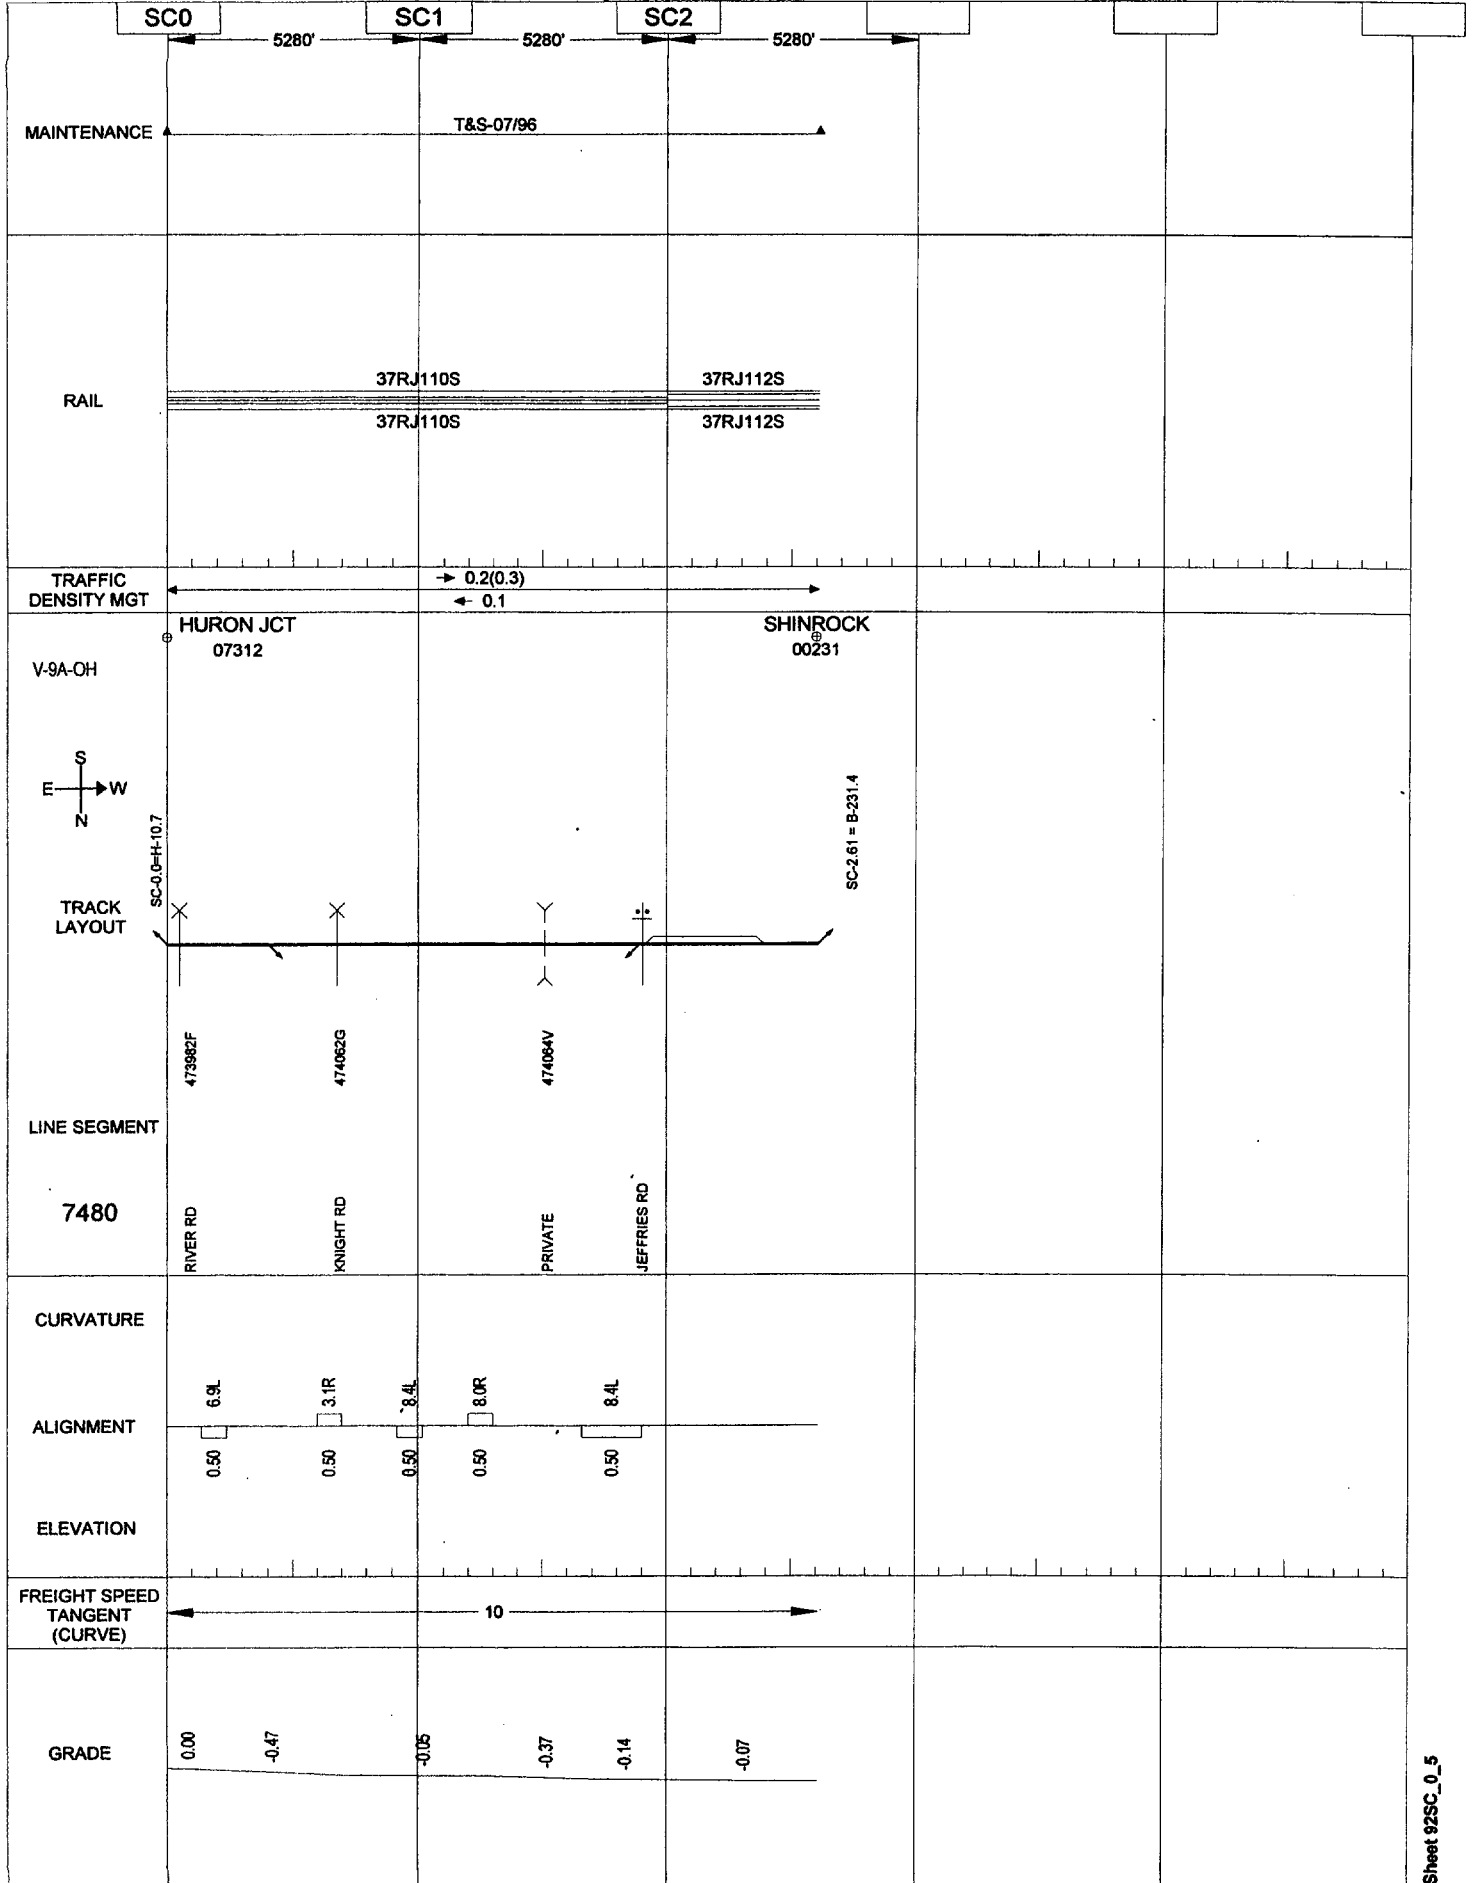 SC0 SC1 SC2
5280' 5280' 5280'
MAINTENANCE T&S-07/96
37RJ110S 37RJ112S
RAIL
37RJ110S 37RJ112S
TRAFFIC
DENSITY MGT
0.2(0.3)
0.1
HURON JCT
07312
SHINROCK
00231
V-9A-OH
S
E W
N
SC-0.0=H-10.7
SC-2.61 = B-231.4
TRACK
LAYOUT
473982F
474062G
474064V
LINE SEGMENT
7480
RIVER RD
KNIGHT RD
PRIVATE
JEFFRIES RD
CURVATURE
6.9L 3.1R 8.4L 8.0R 8.4L
ALIGNMENT
0.50 0.50 0.50 0.50 0.50
ELEVATION
FREIGHT SPEED
TANGENT
(CURVE)
10
GRADE
0.00 -0.47 -0.05 -0.37 -0.14 -0.07
Sheet 92SC_0_5